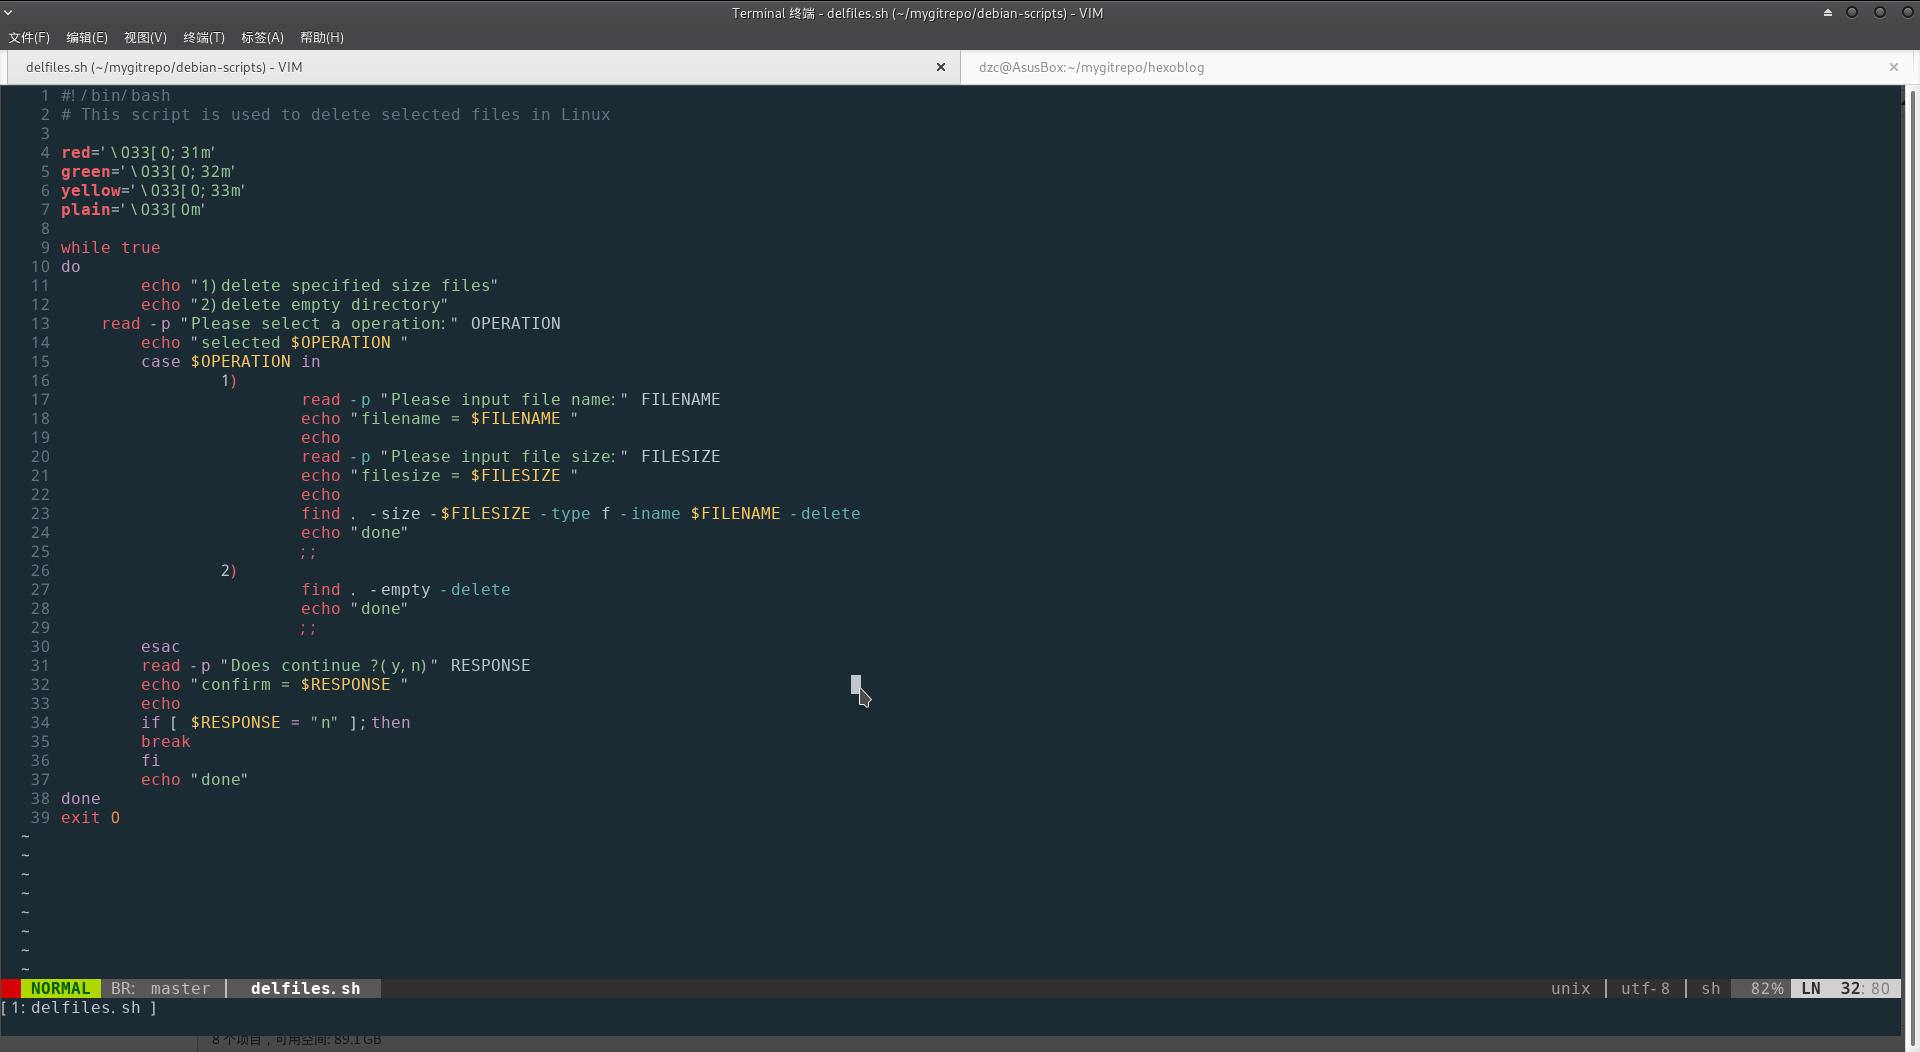 Terminal 终端 - delfiles.sh (~/mygitrepo/debian-scripts) - VIM
文件(F) 编辑(E) 视图(V) 终端(T) 标签(A) 帮助(H)
delfiles.sh (~/mygitrepo/debian-scripts) - VIM ✕ dzc@AsusBox:~/mygitrepo/hexoblog ✕
1 #!/bin/bash
2 # This script is used to delete selected files in Linux
3
4 red='\033[0;31m'
5 green='\033[0;32m'
6 yellow='\033[0;33m'
7 plain='\033[0m'
8
9 while true
10 do
11         echo "1)delete specified size files"
12         echo "2)delete empty directory"
13     read -p "Please select a operation:" OPERATION
14         echo "selected $OPERATION "
15         case $OPERATION in
16                 1)
17                         read -p "Please input file name:" FILENAME
18                         echo "filename = $FILENAME "
19                         echo
20                         read -p "Please input file size:" FILESIZE
21                         echo "filesize = $FILESIZE "
22                         echo
23                         find . -size -$FILESIZE -type f -iname $FILENAME -delete
24                         echo "done"
25                         ;;
26                 2)
27                         find . -empty -delete
28                         echo "done"
29                         ;;
30         esac
31         read -p "Does continue ?(y,n)" RESPONSE
32         echo "confirm = $RESPONSE "
33         echo
34         if [ $RESPONSE = "n" ];then
35         break
36         fi
37         echo "done"
38 done
39 exit 0
~
~
~
~
~
~
~
~
NORMAL BR: master | delfiles.sh unix | utf-8 | sh 82% LN 32:80
[1:delfiles.sh ]
8 个项目，可用空间: 89.1 GB